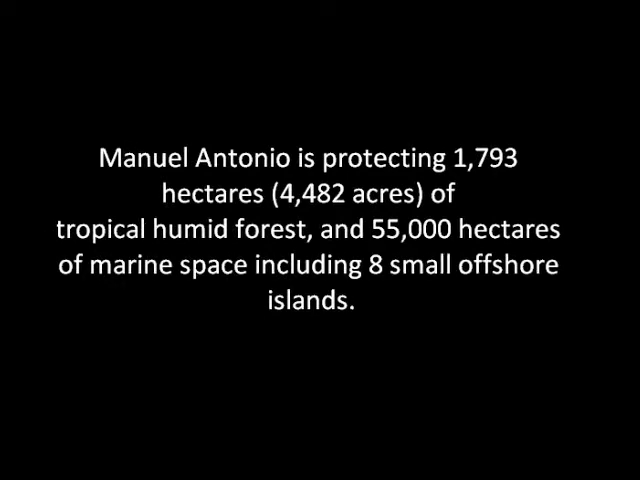 Manuel Antonio is protecting 1,793
hectares (4,482 acres) of
tropical humid forest, and 55,000 hectares
of marine space including 8 small offshore
islands.